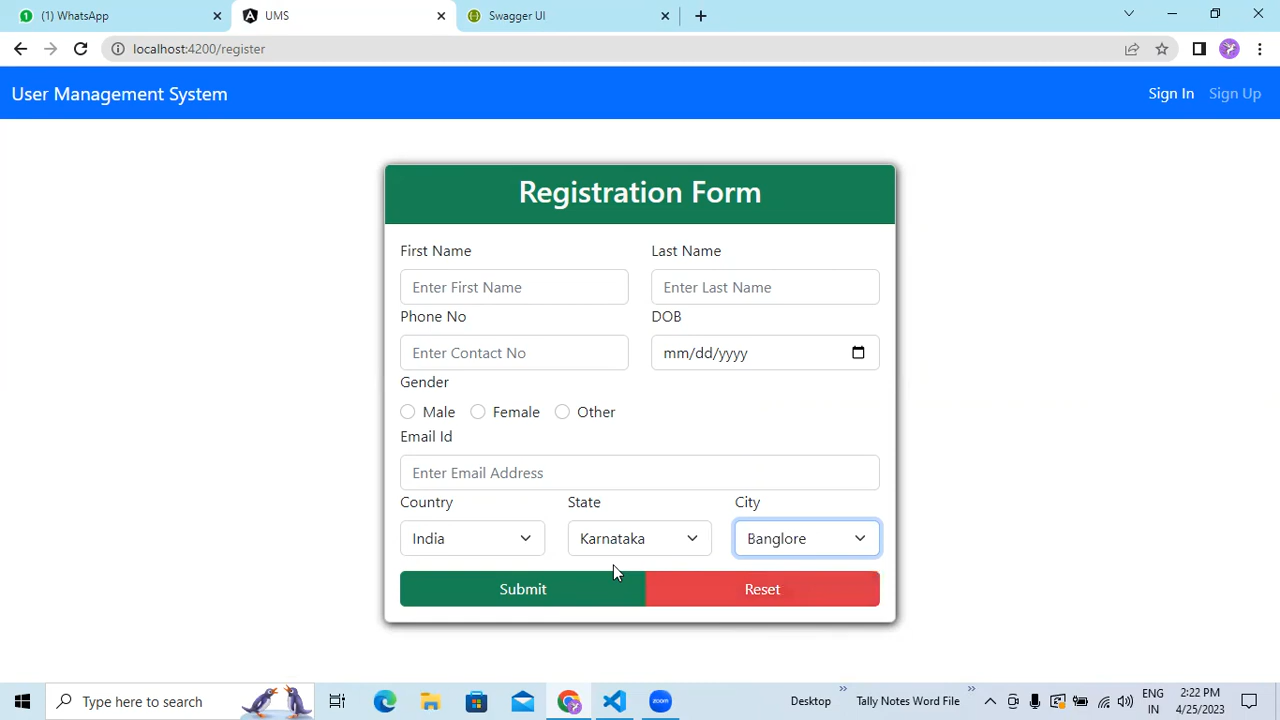 (1) WhatsApp
UMS
Swagger UI
localhost:4200/register
User Management System
Sign In
Sign Up
Registration Form
First Name
Last Name
Enter First Name
Enter Last Name
Phone No
DOB
Enter Contact No
mm/dd/yyyy
Gender
Male
Female
Other
Email Id
Enter Email Address
Country
State
City
India
Karnataka
Banglore
Submit
Reset
Type here to search
zoom
Desktop
»
Tally Notes Word File
»
ENG
IN
2:22 PM
4/25/2023